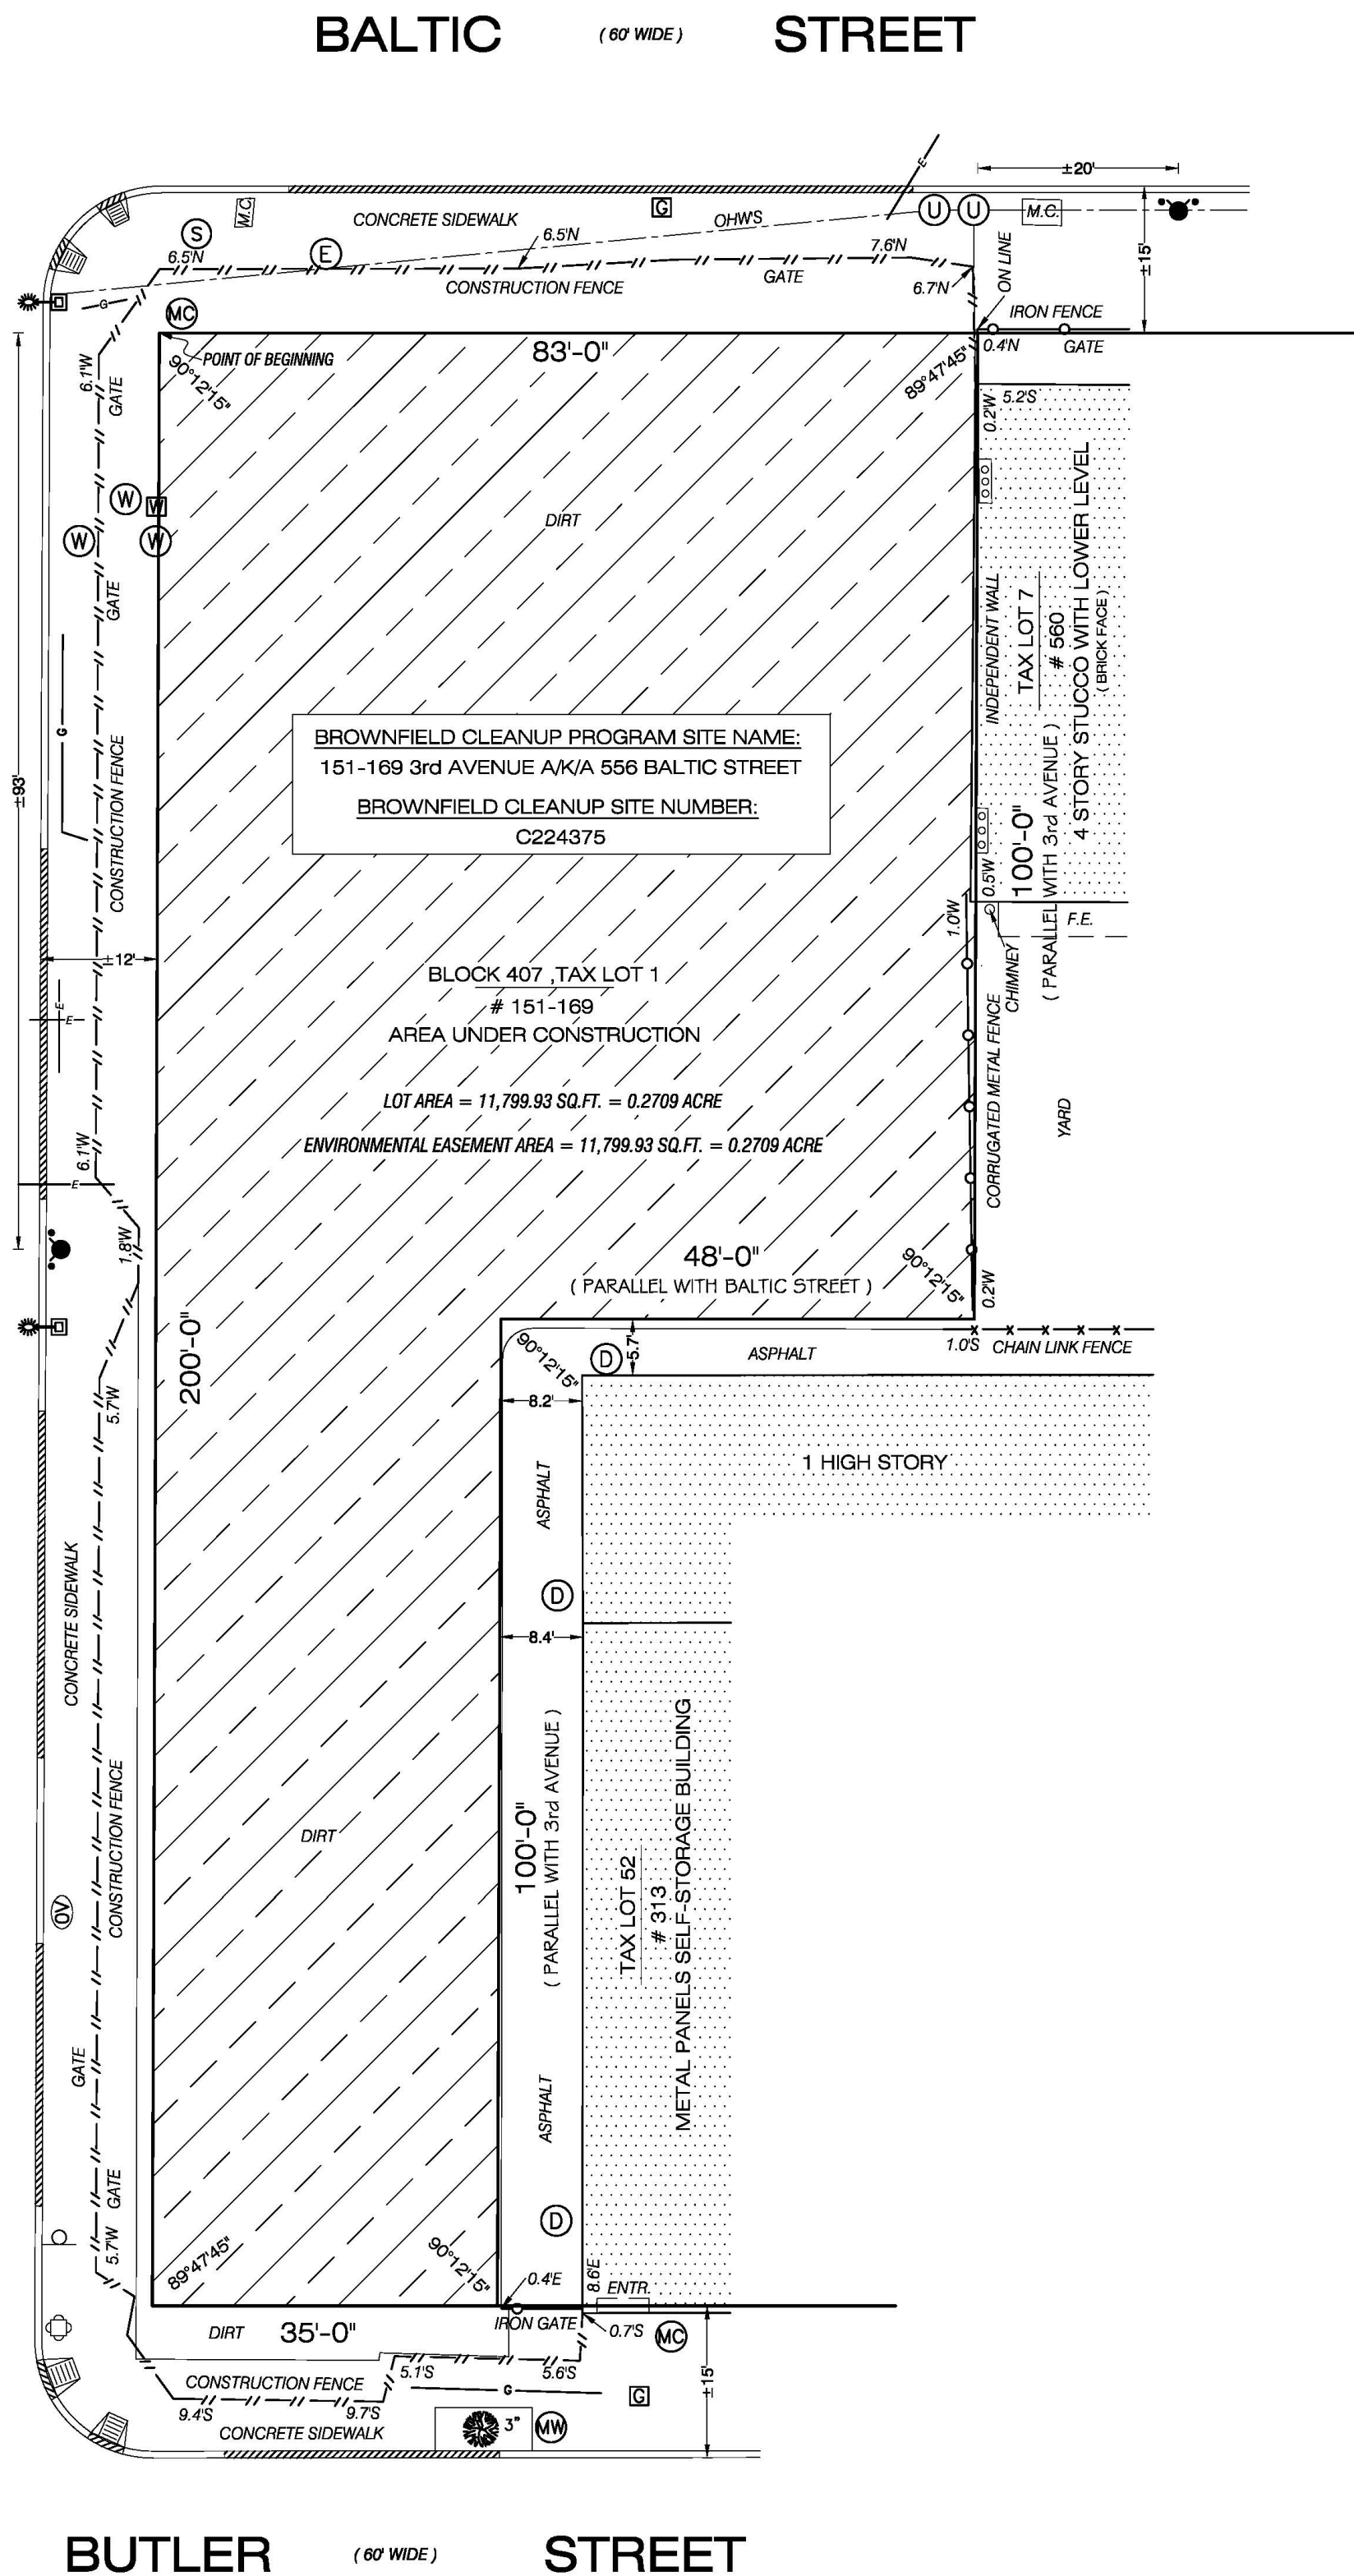 BALTIC ( 60' WIDE ) STREET
±20'
E
U U M.C.
S
M.C.
CONCRETE SIDEWALK
G
OHW'S
6.5'N
E
6.5'N
7.6'N
GATE
CONSTRUCTION FENCE
6.7'N
ON LINE
±15'
G
MC
IRON FENCE
POINT OF BEGINNING
83'-0"
0.4'N GATE
90°12'15"
89°47'45"
6.1'W
GATE
0.2'W
5.2'S
W W
W W
DIRT
GATE
INDEPENDENT WALL
TAX LOT 7
# 560
4 STORY STUCCO WITH LOWER LEVEL
( BRICK FACE )
G
±93'
CONSTRUCTION FENCE
BROWNFIELD CLEANUP PROGRAM SITE NAME:
151-169 3rd AVENUE A/K/A 556 BALTIC STREET
BROWNFIELD CLEANUP SITE NUMBER:
C224375
100'-0"
( PARALLEL WITH 3rd AVENUE )
0.5'W
1.0'W
F.E.
CHIMNEY
±12'
BLOCK 407 ,TAX LOT 1
# 151-169
AREA UNDER CONSTRUCTION
E
E
CORRUGATED METAL FENCE
YARD
LOT AREA = 11,799.93 SQ.FT. = 0.2709 ACRE
ENVIRONMENTAL EASEMENT AREA = 11,799.93 SQ.FT. = 0.2709 ACRE
6.1'W
E
1.8'W
48'-0"
( PARALLEL WITH BALTIC STREET )
90°12'15"
0.2'W
200'-0"
90°12'15"
D
5.7'
ASPHALT
1.0'S CHAIN LINK FENCE
5.7'W
8.2'
1 HIGH STORY
ASPHALT
CONCRETE SIDEWALK
D
8.4'
CONSTRUCTION FENCE
100'-0"
( PARALLEL WITH 3rd AVENUE )
TAX LOT 52
# 313
METAL PANELS SELF-STORAGE BUILDING
DIRT
OV
GATE
ASPHALT
GATE
D
5.7'W
89°47'45"
90°12'15"
0.4'E
8.6'E
ENTR.
DIRT
35'-0"
IRON GATE
0.7'S
MC
5.1'S
5.6'S
±15'
CONSTRUCTION FENCE
G
G
9.4'S
9.7'S
CONCRETE SIDEWALK
3"
MW
BUTLER ( 60' WIDE ) STREET